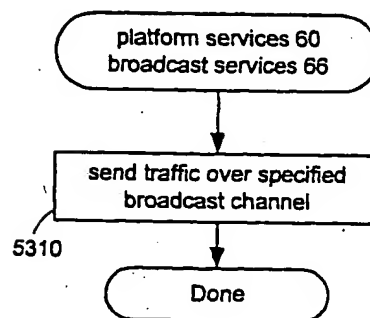 platform services 60
broadcast services 66
send traffic over specified
broadcast channel
5310
Done